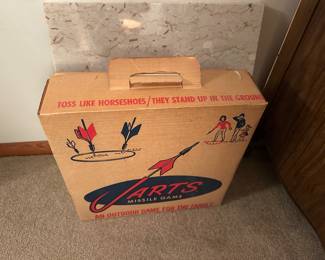 TOSS LIKE HORSESHOES/THEY STAND UP IN THE GROUND
JARTS
MISSILE GAME
AN OUTDOOR GAME FOR THE FAMILY